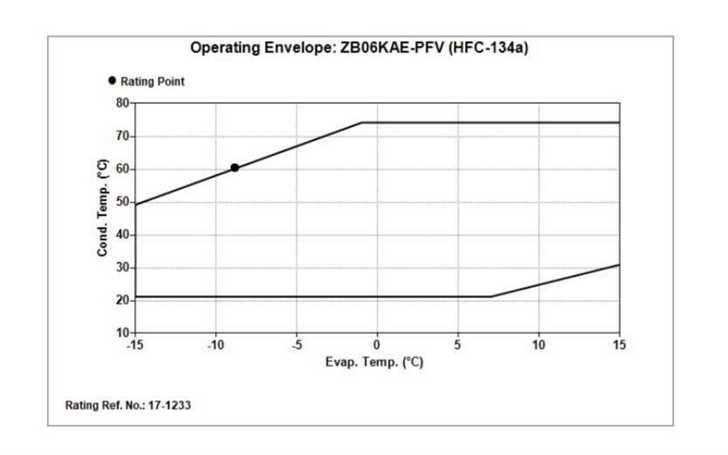 Operating Envelope: ZB06KAE-PFV (HFC-134a)
Rating Point
80
70
60
50
40
30
20
10
Cond. Temp. (°C)
-15 -10 -5 0 5 10 15
Evap. Temp. (°C)
Rating Ref. No.: 17-1233